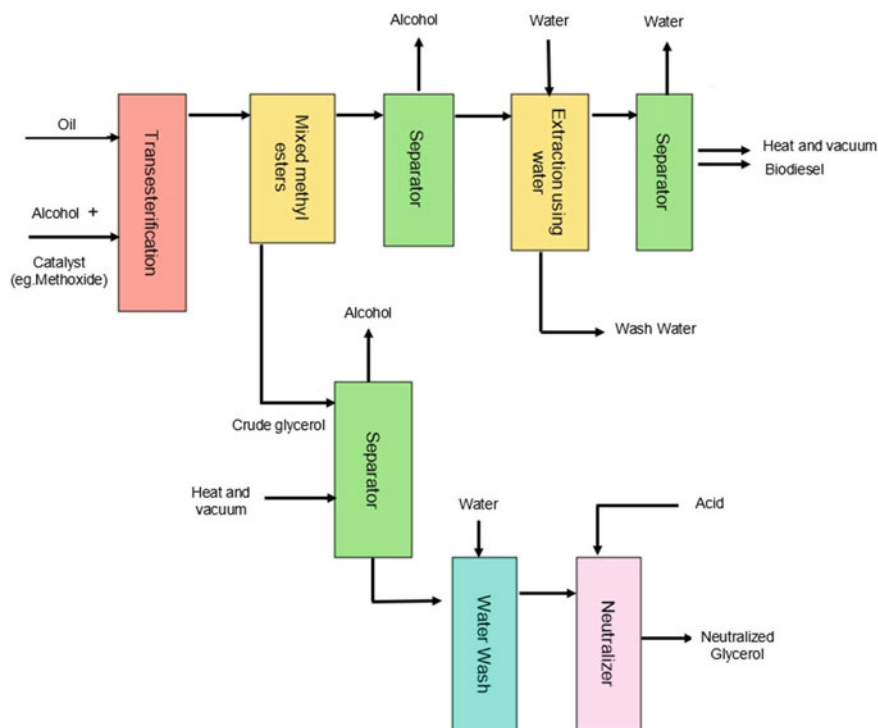 Alcohol
Water
Water
Oil
Transesterification
Mixed methyl
esters
Separator
Extraction using
water
Separator
Heat and vacuum
Biodiesel
Alcohol +
Catalyst
(eg.Methoxide)
Alcohol
Wash Water
Crude glycerol
Separator
Heat and
vacuum
Water
Acid
Water Wash
Neutralizer
Neutralized
Glycerol